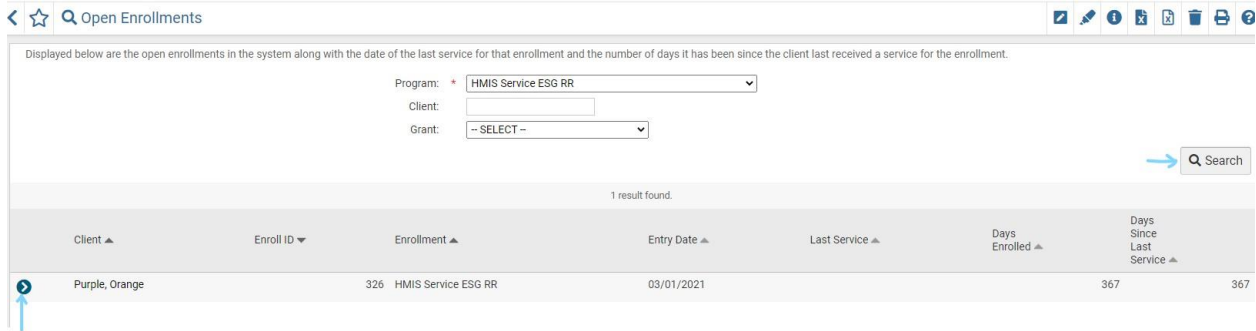 Open Enrollments
Displayed below are the open enrollments in the system along with the date of the last service for that enrollment and the number of days it has been since the client last received a service for the enrollment.
Program: * HMIS Service ESG RR
Client:
Grant: -- SELECT --
Search
1 result found.
Client Enroll ID Enrollment Entry Date Last Service Days Enrolled Days Since Last Service
Purple, Orange 326 HMIS Service ESG RR 03/01/2021 367 367